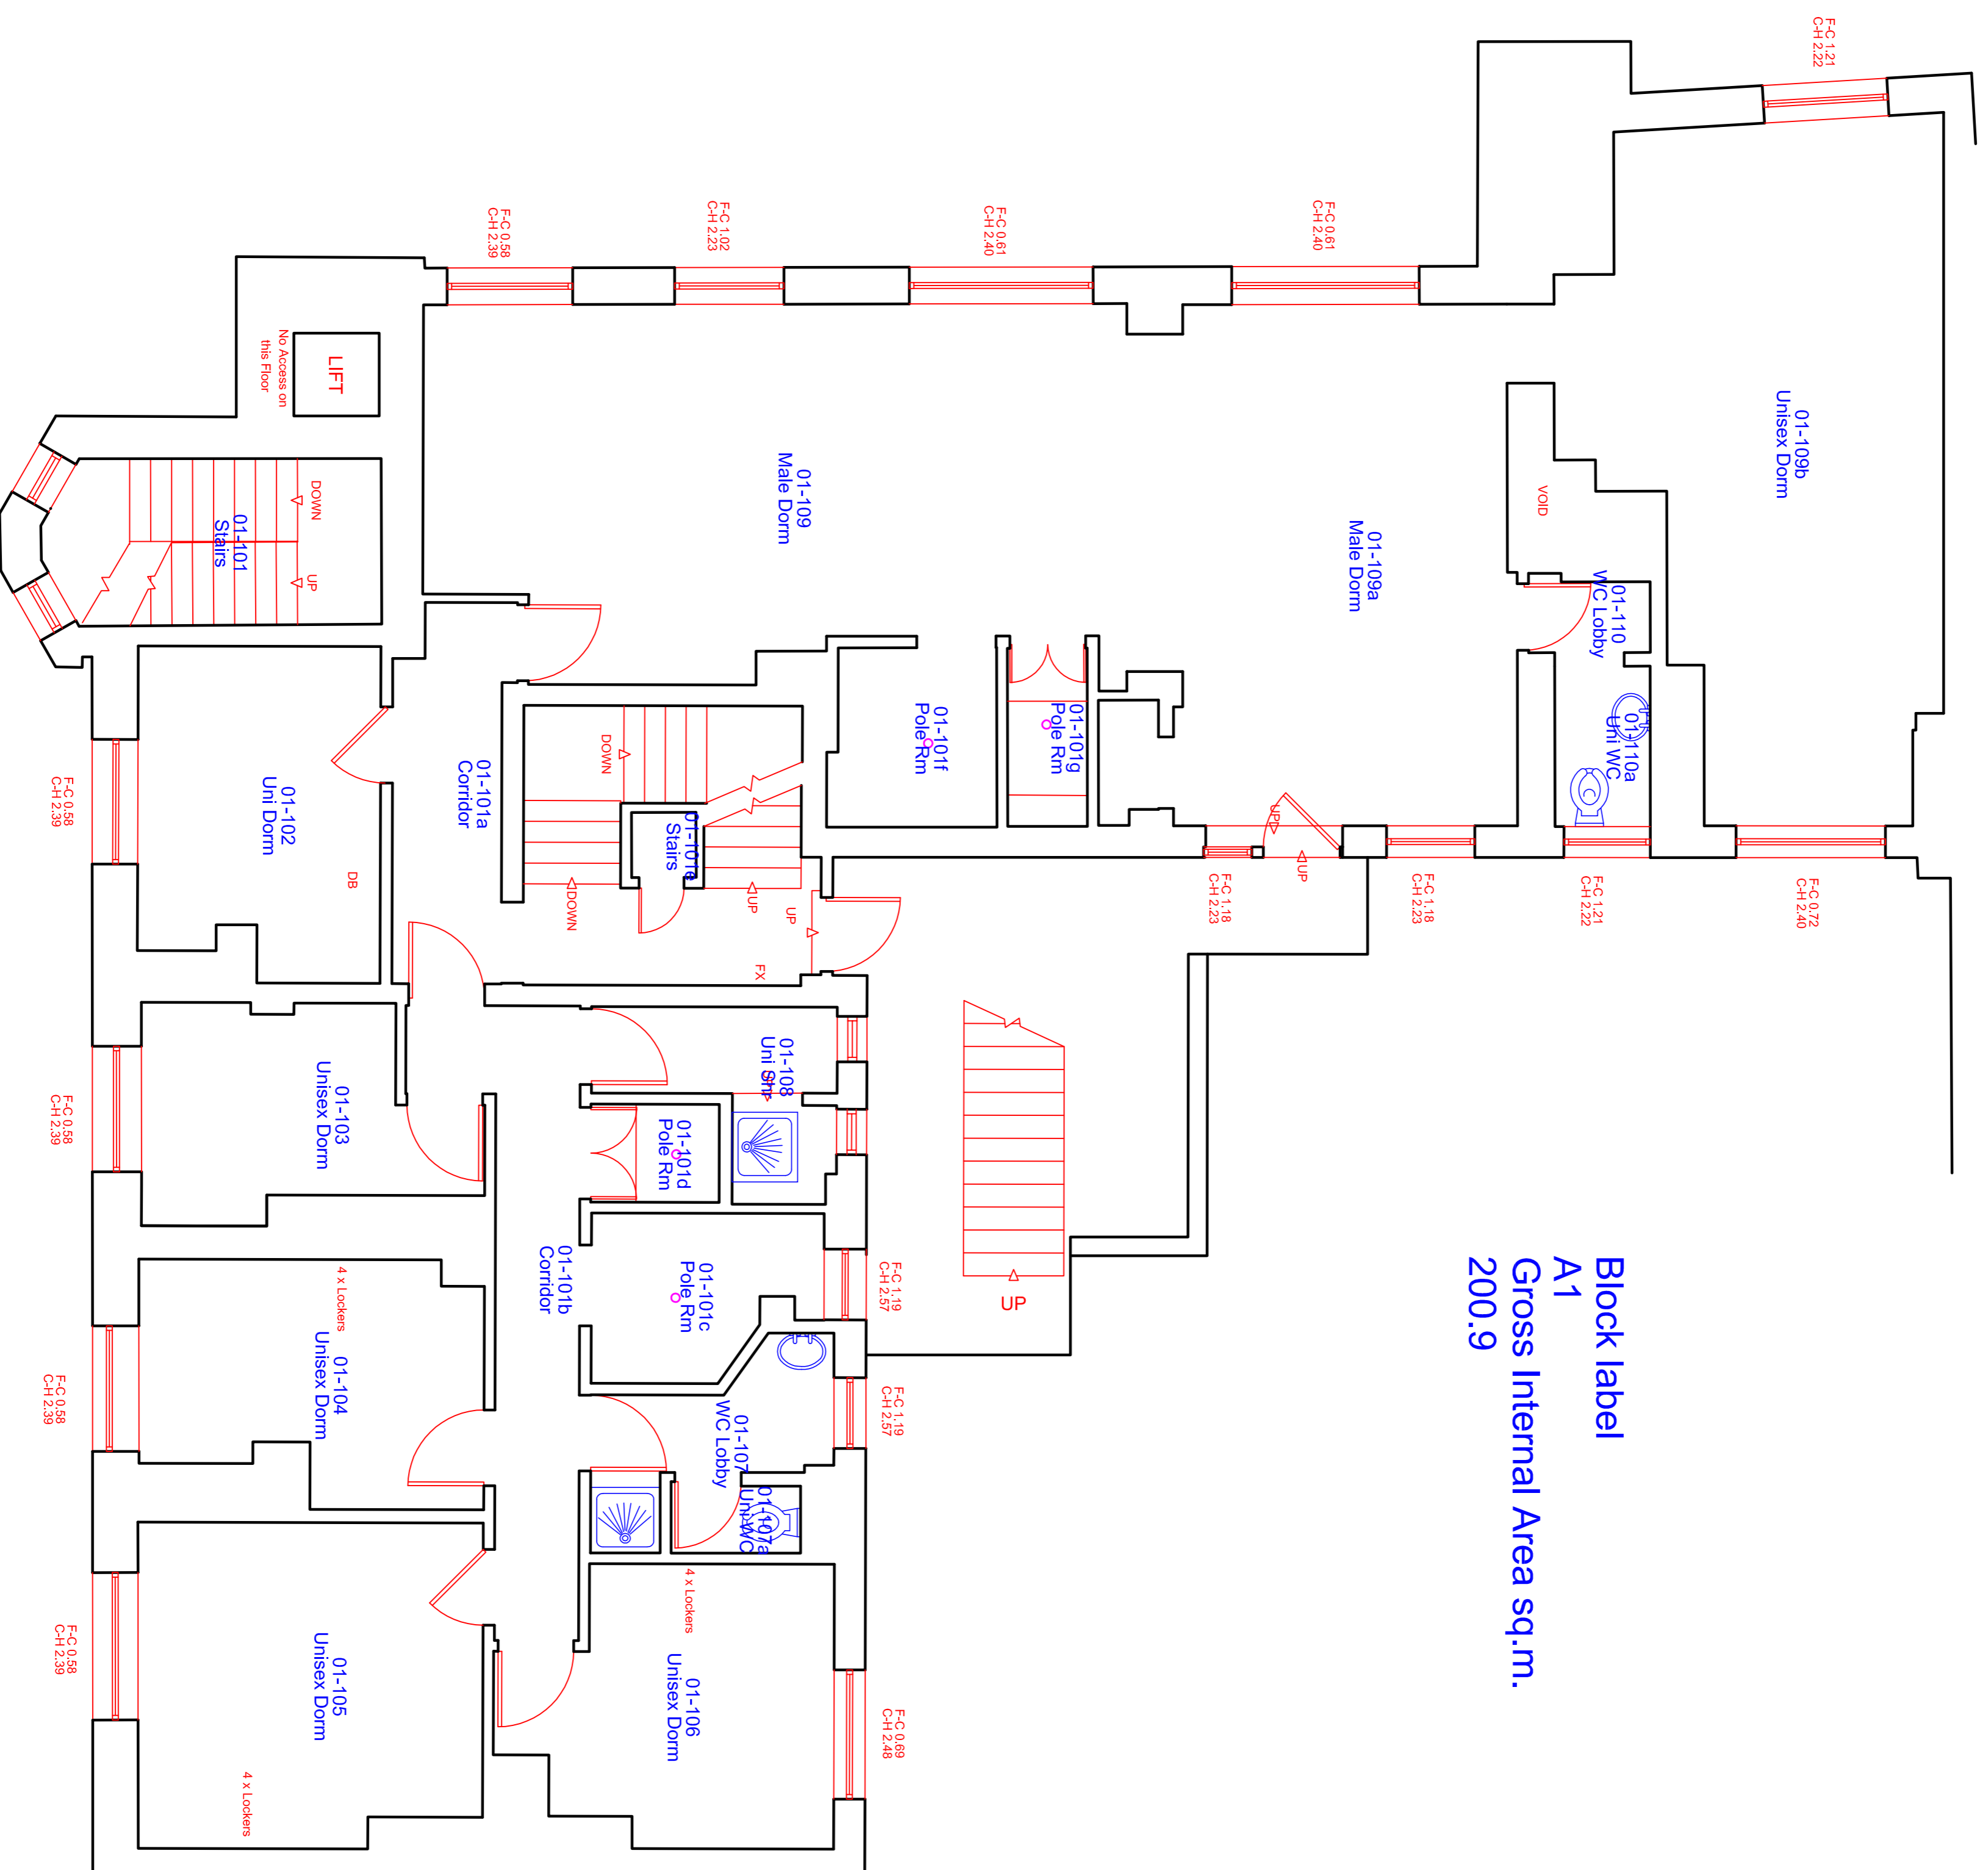 F-C 1.21
C-H 2.22
F-C 0.58
C-H 2.39
F-C 1.02
C-H 2.23
F-C 0.61
C-H 2.40
F-C 0.61
C-H 2.40
LIFT
No Access on
this Floor
01-109b
Unisex Dorm
01-109
Male Dorm
01-109a
Male Dorm
VOID
DOWN
UP
01-101
Stairs
01-110
WC Lobby
01-110a
Uni WC
01-101f
Pole Rm
01-101g
Pole Rm
DOWN
01-101a
Corridor
01-102
Uni Dorm
DB
F-C 0.58
C-H 2.39
01-101e
Stairs
DOWN
UP
UP
FX
UP
UP
F-C 1.18
C-H 2.23
F-C 1.18
C-H 2.23
F-C 1.21
C-H 2.22
F-C 0.72
C-H 2.40
01-108
Uni Shr
UP
01-103
Unisex Dorm
F-C 0.58
C-H 2.39
01-101d
Pole Rm
01-101c
Pole Rm
01-101b
Corridor
F-C 1.19
C-H 2.57
UP
Block label
A1
Gross Internal Area sq.m.
200.9
4 x Lockers
01-104
Unisex Dorm
F-C 0.58
C-H 2.39
01-107
WC Lobby
F-C 1.19
C-H 2.57
01-107a
Uni WC
4 x Lockers
01-106
Unisex Dorm
F-C 0.69
C-H 2.48
01-105
Unisex Dorm
4 x Lockers
F-C 0.58
C-H 2.39